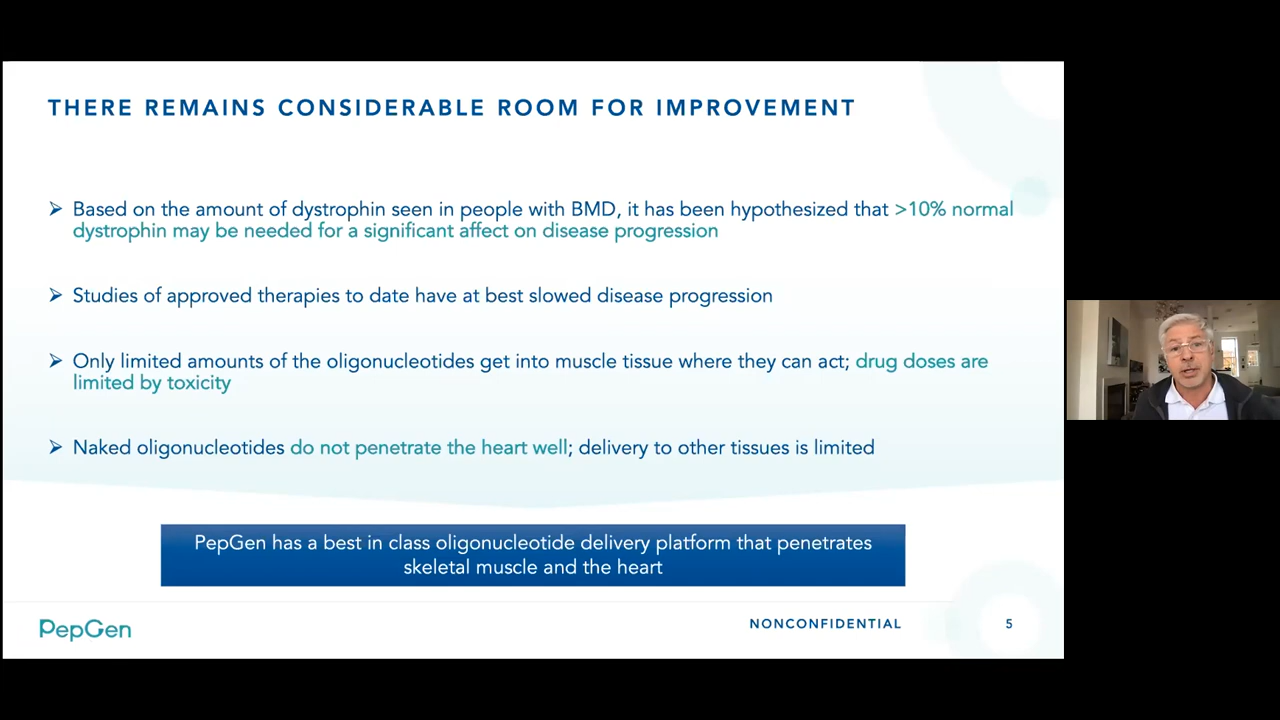 THERE REMAINS CONSIDERABLE ROOM FOR IMPROVEMENT
➢ Based on the amount of dystrophin seen in people with BMD, it has been hypothesized that >10% normal
dystrophin may be needed for a significant affect on disease progression
➢ Studies of approved therapies to date have at best slowed disease progression
➢ Only limited amounts of the oligonucleotides get into muscle tissue where they can act; drug doses are
limited by toxicity
➢ Naked oligonucleotides do not penetrate the heart well; delivery to other tissues is limited
PepGen has a best in class oligonucleotide delivery platform that penetrates
skeletal muscle and the heart
PepGen
NONCONFIDENTIAL
5